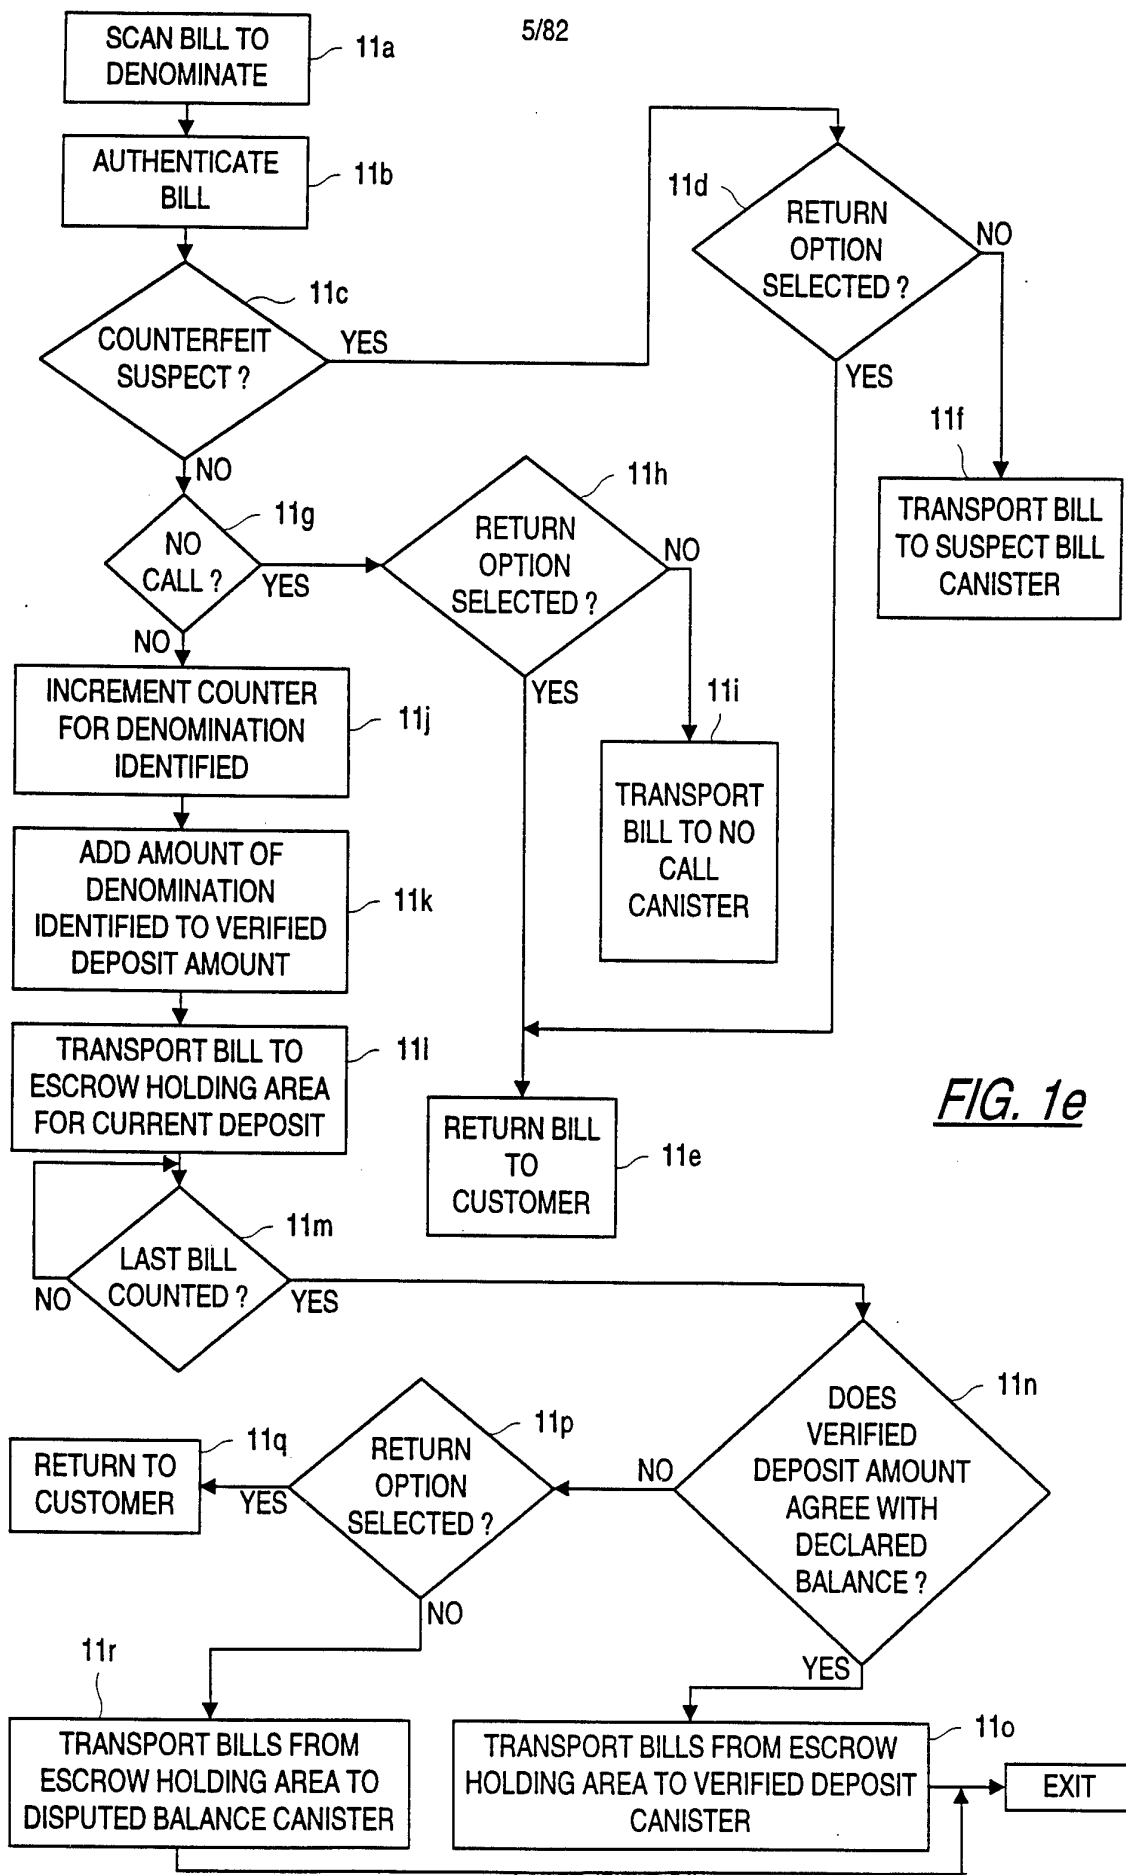 5/82
SCAN BILL TO
DENOMINATE
11a
AUTHENTICATE
BILL
11b
COUNTERFEIT
SUSPECT ?
11c
YES
NO
RETURN
OPTION
SELECTED ?
11d
NO
YES
11f
TRANSPORT BILL
TO SUSPECT BILL
CANISTER
NO
CALL ?
11g
YES
NO
RETURN
OPTION
SELECTED ?
11h
NO
YES
11i
TRANSPORT
BILL TO NO
CALL
CANISTER
INCREMENT COUNTER
FOR DENOMINATION
IDENTIFIED
11j
ADD AMOUNT OF
DENOMINATION
IDENTIFIED TO VERIFIED
DEPOSIT AMOUNT
11k
TRANSPORT BILL TO
ESCROW HOLDING AREA
FOR CURRENT DEPOSIT
11l
RETURN BILL
TO
CUSTOMER
11e
FIG. 1e
LAST BILL
COUNTED ?
11m
NO
YES
DOES
VERIFIED
DEPOSIT AMOUNT
AGREE WITH
DECLARED
BALANCE ?
11n
NO
YES
RETURN
OPTION
SELECTED ?
11p
YES
NO
RETURN TO
CUSTOMER
11q
11r
TRANSPORT BILLS FROM
ESCROW HOLDING AREA TO
DISPUTED BALANCE CANISTER
TRANSPORT BILLS FROM ESCROW
HOLDING AREA TO VERIFIED DEPOSIT
CANISTER
11o
EXIT